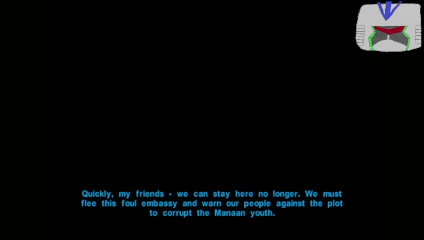 Quickly, my friends - we can stay here no longer. We must
flee this foul embassy and warn our people against the plot
to corrupt the Manaan youth.